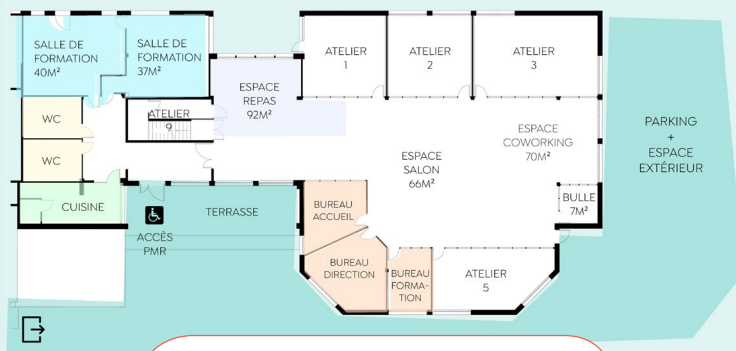 SALLE DE
FORMATION
40M²
SALLE DE
FORMATION
37M²
ESPACE
REPAS
92M²
ATELIER
1
ATELIER
2
ATELIER
3
WC
WC
ATELIER
9
ESPACE
COWORKING
70M²
ESPACE
SALON
66M²
PARKING
+
ESPACE
EXTÉRIEUR
CUISINE
TERRASSE
ACCÈS
PMR
BUREAU
ACCUEIL
BULLE
7M²
BUREAU
DIRECTION
BUREAU
FORMA-
TION
ATELIER
5